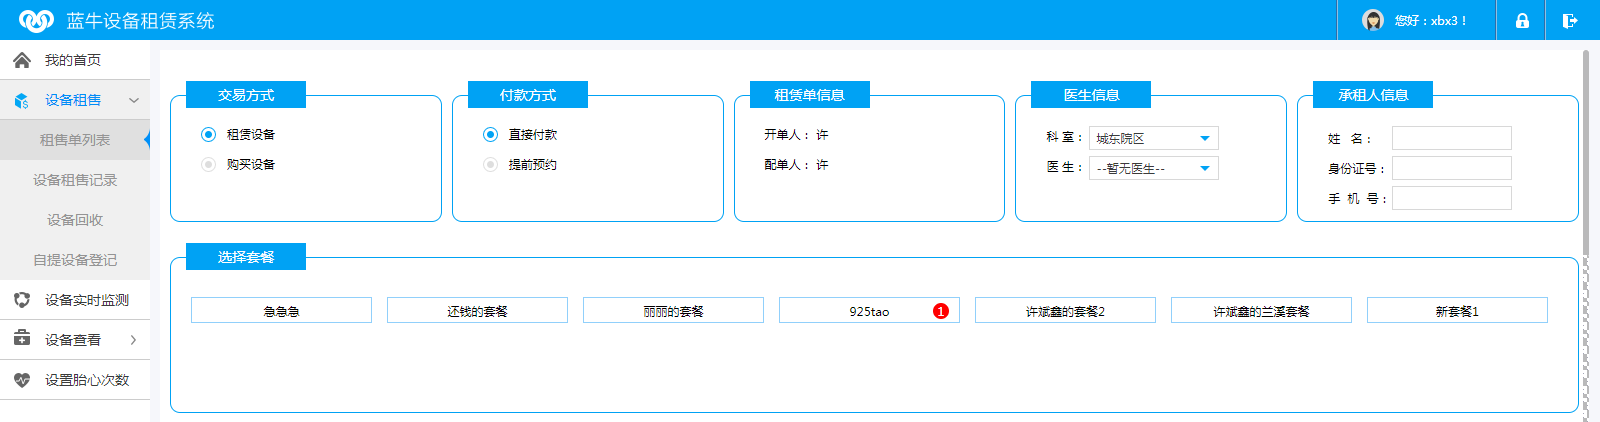 蓝牛设备租赁系统
您好：xbx3！
我的首页
设备租售
租售单列表
设备租售记录
设备回收
自提设备登记
设备实时监测
设备查看
设置胎心次数
交易方式
租赁设备
购买设备
付款方式
直接付款
提前预约
租赁单信息
开单人： 许
配单人： 许
医生信息
科 室： 城东院区
医 生： --暂无医生--
承租人信息
姓 名：
身份证号：
手 机 号：
选择套餐
急急急
还钱的套餐
丽丽的套餐
925tao 1
许斌鑫的套餐2
许斌鑫的兰溪套餐
新套餐1